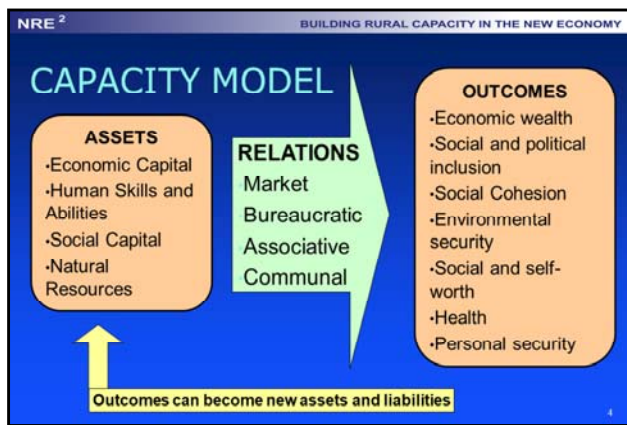 NRE 2
BUILDING RURAL CAPACITY IN THE NEW ECONOMY
CAPACITY MODEL
ASSETS
•Economic Capital
•Human Skills and
Abilities
•Social Capital
•Natural
Resources
RELATIONS
Market
Bureaucratic
Associative
Communal
OUTCOMES
•Economic wealth
•Social and political
inclusion
•Social Cohesion
•Environmental
security
•Social and self-
worth
•Health
•Personal security
Outcomes can become new assets and liabilities
4